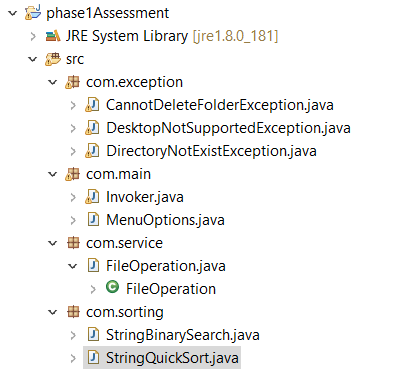 phase1Assessment
JRE System Library [jre1.8.0_181]
src
com.exception
CannotDeleteFolderException.java
DesktopNotSupportedException.java
DirectoryNotExistException.java
com.main
Invoker.java
MenuOptions.java
com.service
FileOperation.java
FileOperation
com.sorting
StringBinarySearch.java
StringQuickSort.java